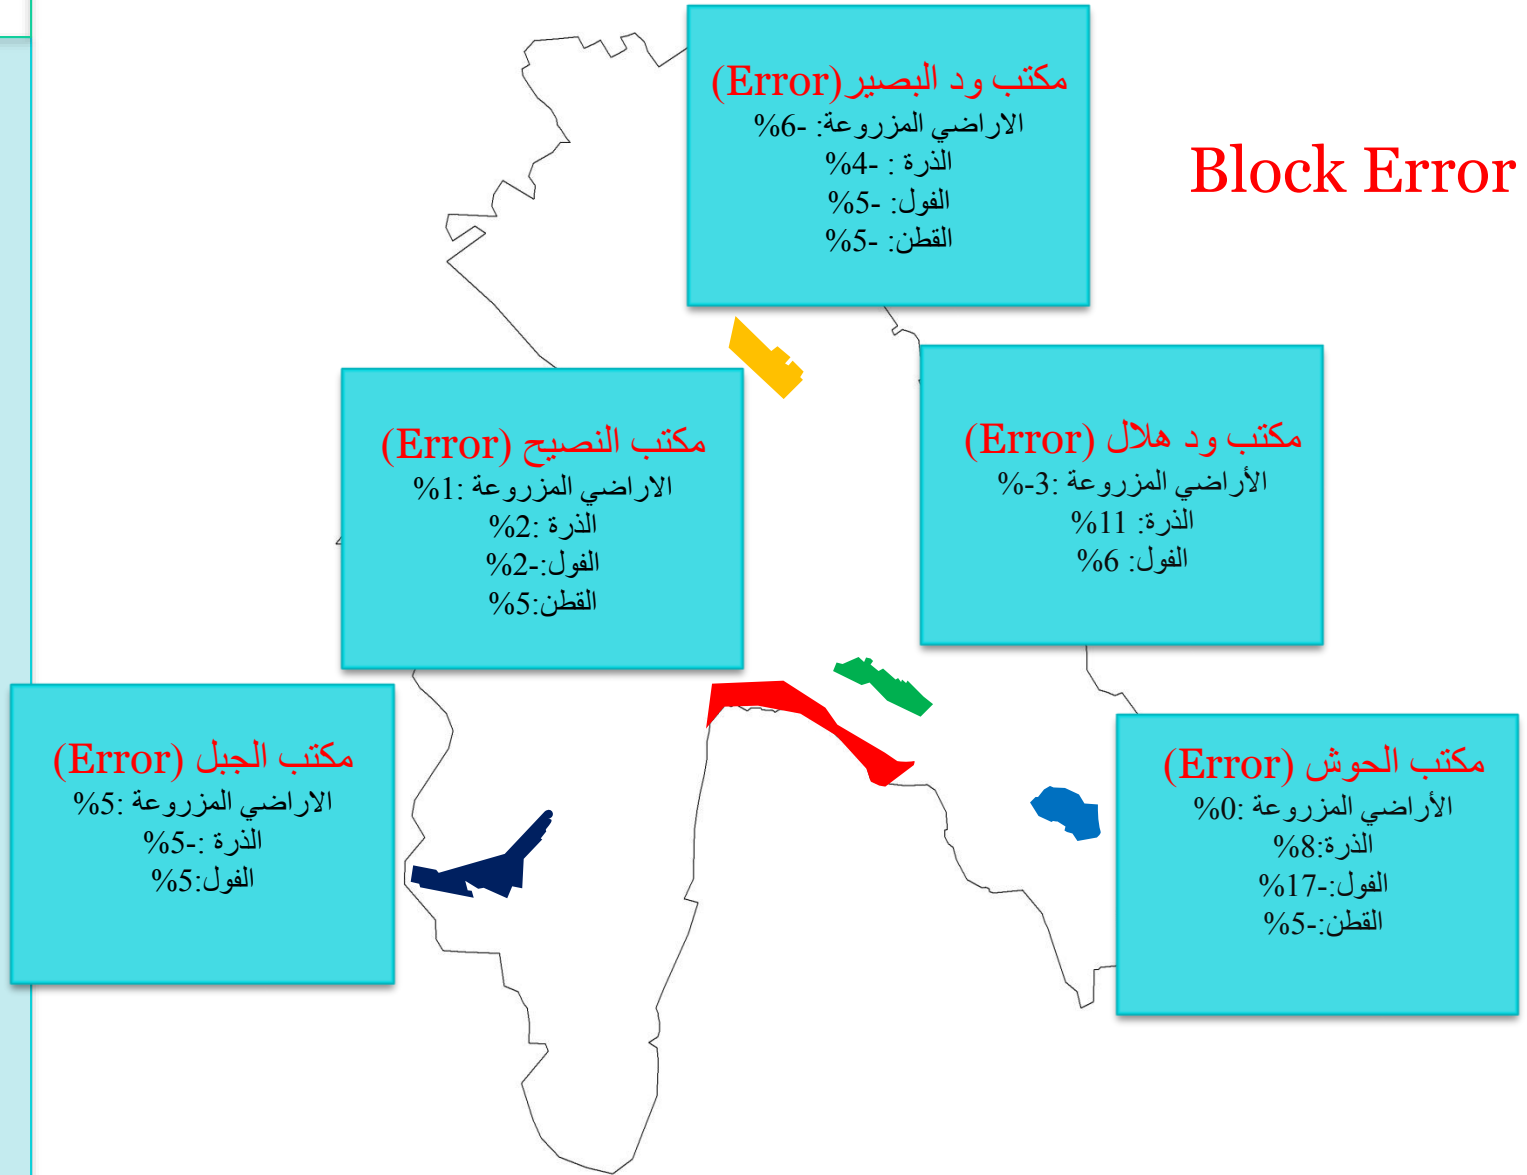 Block Error
مكتب ود البصير(Error)
الاراضي المزروعة: -6%
الذرة : -4%
الفول: -5%
القطن: -5%
مكتب النصيح (Error)
الاراضي المزروعة :1%
الذرة :2%
الفول:-2%
القطن:5%
مكتب ود هلال (Error)
الأراضي المزروعة :3-%
الذرة: 11%
الفول: 6%
مكتب الجبل (Error)
الاراضي المزروعة :5%
الذرة :-5%
الفول:5%
مكتب الحوش (Error)
الأراضي المزروعة :0%
الذرة:8%
الفول:-17%
القطن:-5%